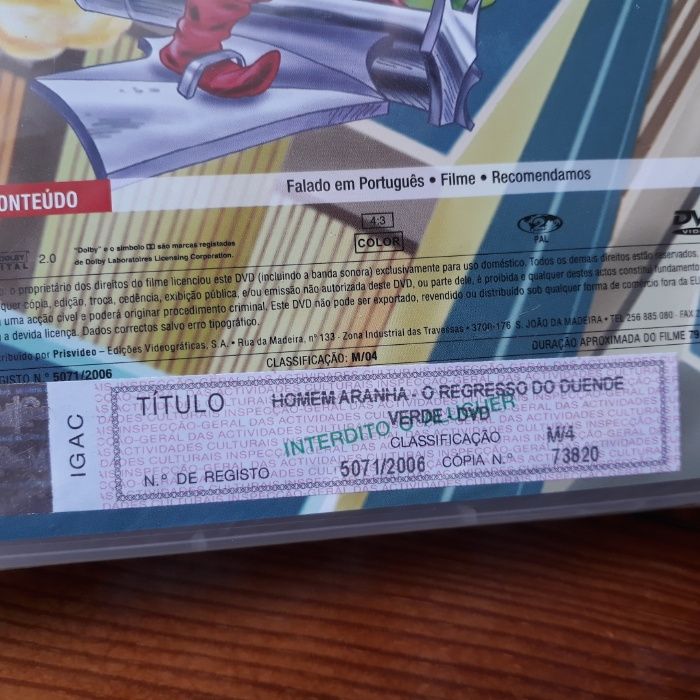 ONTEÚDO
Falado em Português • Filme • Recomendamos
DOLBY
DIGITAL 2.0
"Dolby" e o símbolo são marcas registadas
de Dolby Laboratoires Licensing Corporation.
4:3
COLOR
PAL
DV
VIDEO
: o proprietário dos direitos do filme licenciou este DVD (incluindo a banda sonora) exclusivamente para uso doméstico. Todos os demais direitos estão reservados.
quer cópia, edição, troca, cedência, exibição pública, e/ou emissão não autorizada deste DVD, ou parte dele, é proibida e qualquer destes actos constitui fundamento
uma acção cível e poderá originar procedimento criminal. Este DVD não pode ser exportado, revendido ou distribuído sob qualquer forma de comércio fora da EU
a devida licença. Dados correctos salvo erro tipográfico.
ribuído por Prisvideo – Edições Videográficas, S.A. • Rua da Madeira, nº 133 - Zona Industrial das Travessas • 3700-176 S. JOÃO DA MADEIRA • TEL 256 885 080 - FAX 2
GISTO N.º 5071/2006
CLASSIFICAÇÃO: M/04
DURAÇÃO APROXIMADA DO FILME 79
IGAC
TÍTULO HOMEM ARANHA - O REGRESSO DO DUENDE
VERDE - DVD
INTERDITO O ALUGUER
CLASSIFICAÇÃO M/4
N.º DE REGISTO 5071/2006 CÓPIA N.º 73820